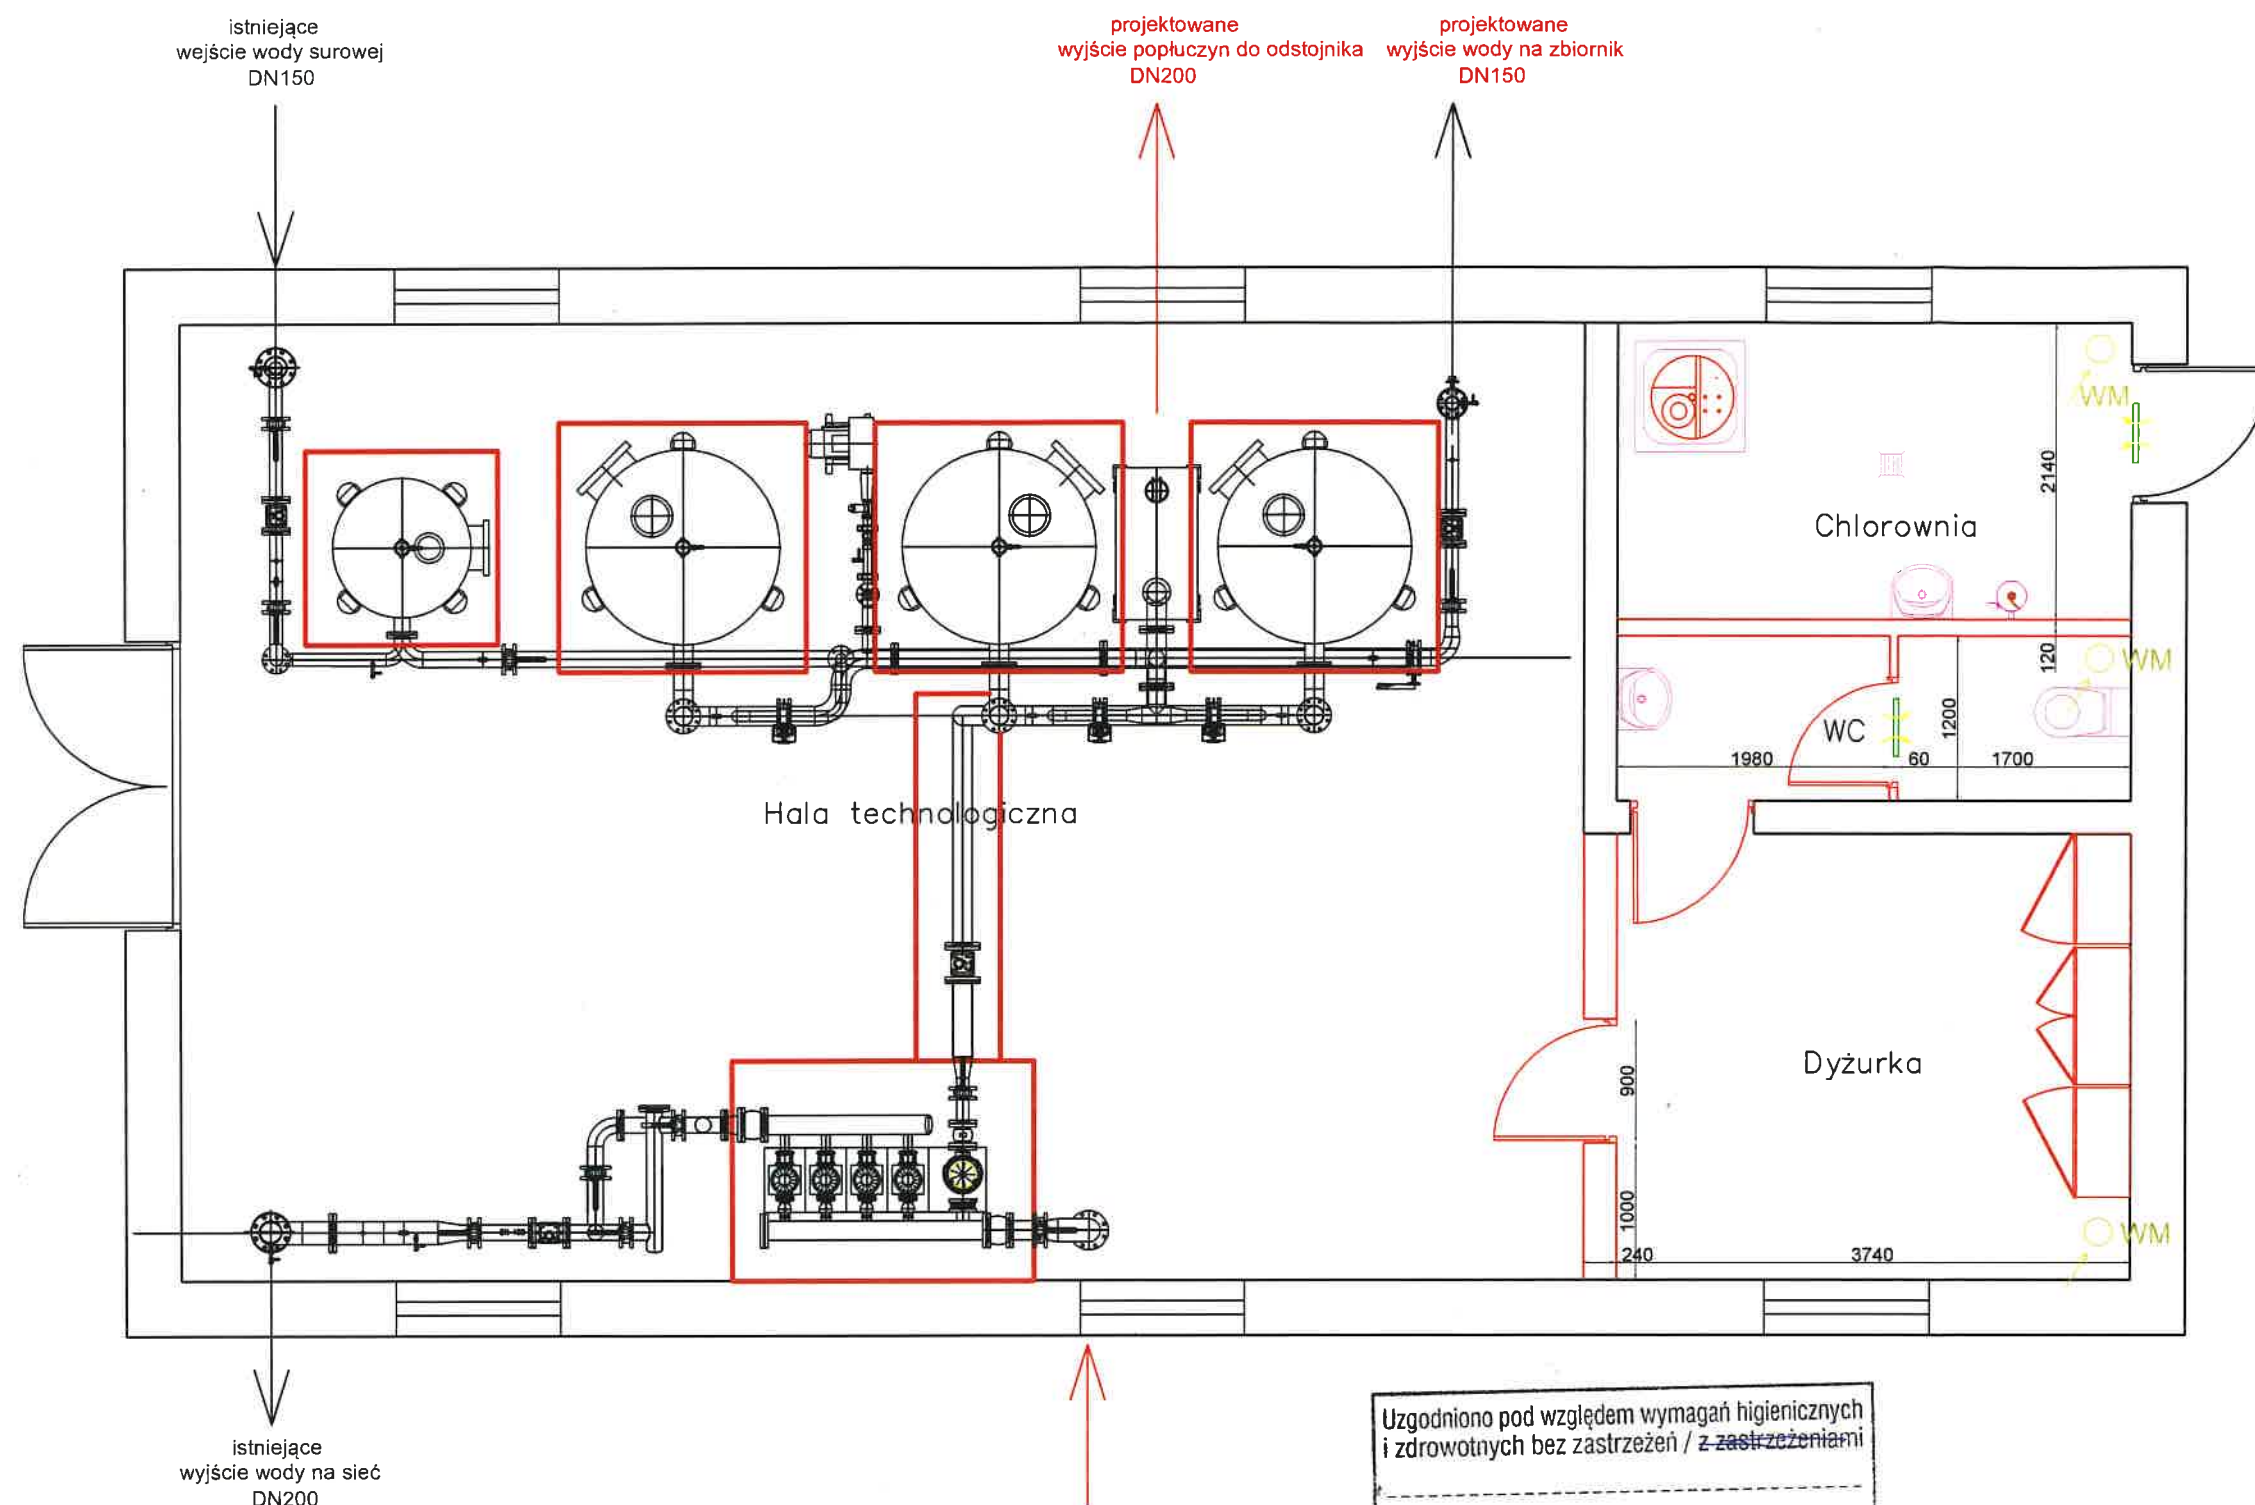 istniejące
wejście wody surowej
DN150
projektowane
wyjście popłuczyn do odstojnika
DN200
projektowane
wyjście wody na zbiornik
DN150
WM
2140
Chlorownia
120
WM
WC
1200
1980
60
1700
Hala technologiczna
Dyżurka
900
1000
240
3740
WM
istniejące
wyjście wody na sieć
DN200
Uzgodniono pod względem wymagań higienicznych
i zdrowotnych bez zastrzeżeń / z zastrzeżeniami